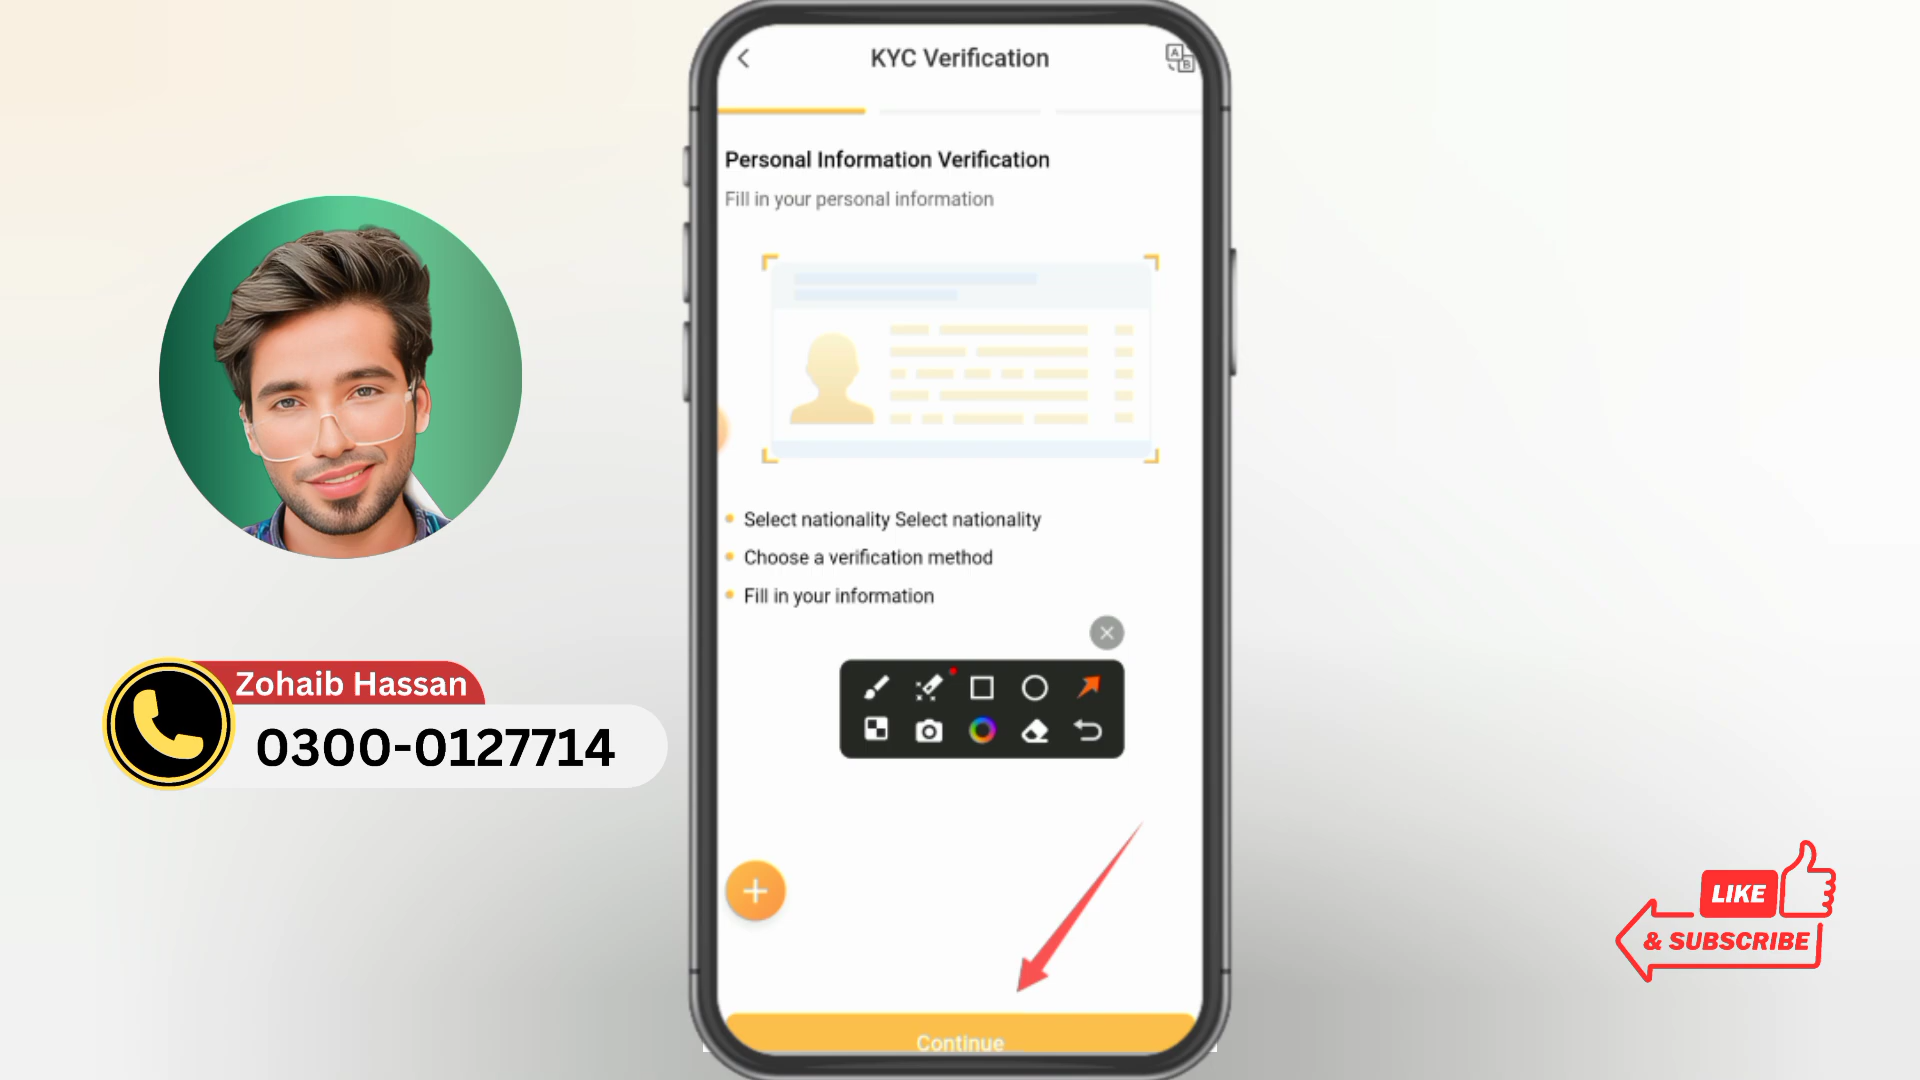 KYC Verification
A
B
Personal Information Verification
Fill in your personal information
Select nationality Select nationality
Choose a verification method
Fill in your information
Continue
Zohaib Hassan
0300-0127714
LIKE
& SUBSCRIBE